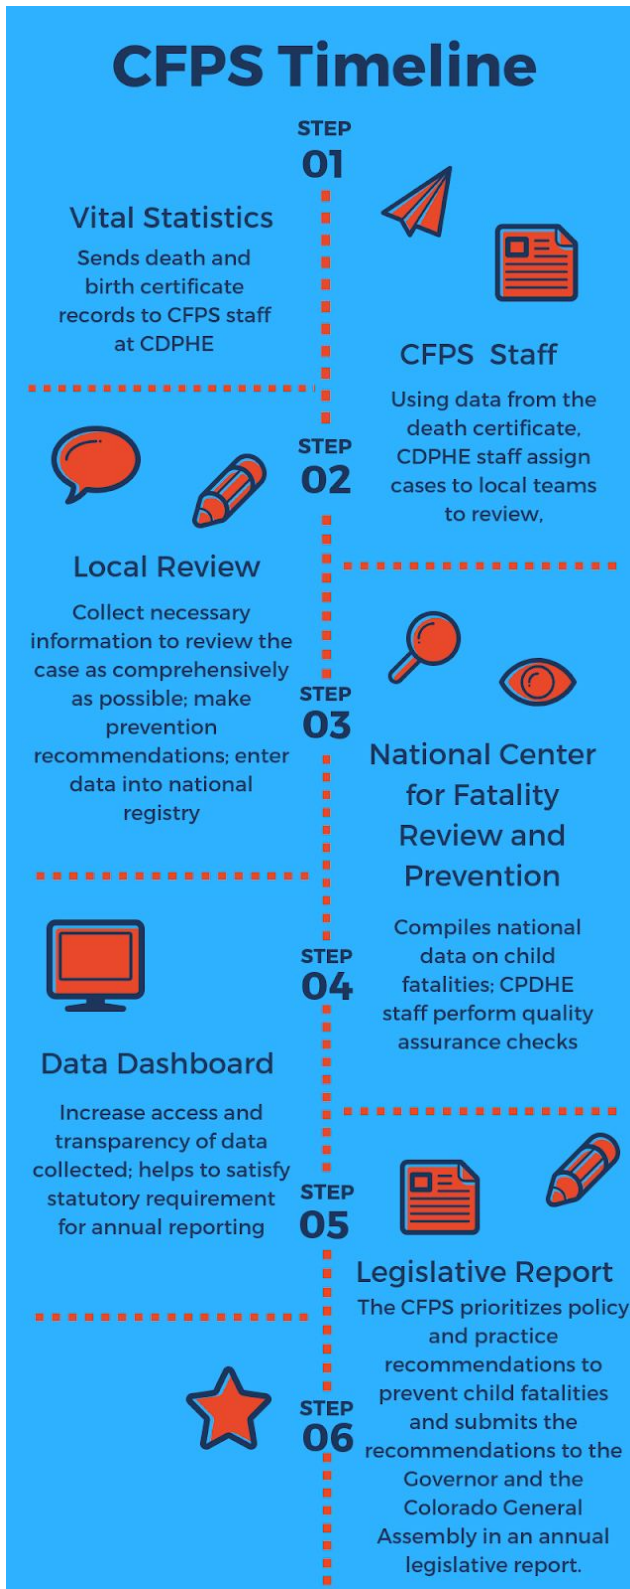 CFPS Timeline
STEP
01
Vital Statistics
Sends death and
birth certificate
records to CFPS staff
at CDPHE
CFPS Staff
Using data from the
death certificate,
CDPHE staff assign
cases to local teams
to review,
STEP
02
Local Review
Collect necessary
information to review the
case as comprehensively
as possible; make
prevention
recommendations; enter
data into national
registry
STEP
03
National Center
for Fatality
Review and
Prevention
Compiles national
data on child
fatalities; CPDHE
staff perform quality
assurance checks
STEP
04
Data Dashboard
Increase access and
transparency of data
collected; helps to satisfy
statutory requirement
for annual reporting
STEP
05
Legislative Report
The CFPS prioritizes policy
and practice
recommendations to
prevent child fatalities
and submits the
recommendations to the
Governor and the
Colorado General
Assembly in an annual
legislative report.
STEP
06